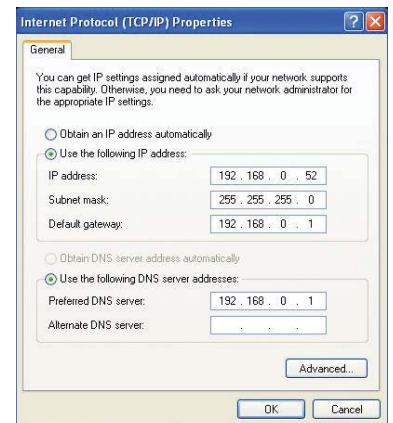 Internet Protocol (TCP/IP) Properties
General
You can get IP settings assigned automatically if your network supports
this capability. Otherwise, you need to ask your network administrator for
the appropriate IP settings.
Obtain an IP address automatically
Use the following IP address:
IP address: 192 . 168 . 0 . 52
Subnet mask: 255 . 255 . 255 . 0
Default gateway: 192 . 168 . 0 . 1
Obtain DNS server address automatically
Use the following DNS server addresses:
Preferred DNS server: 192 . 168 . 0 . 1
Alternate DNS server: . . .
Advanced...
OK Cancel